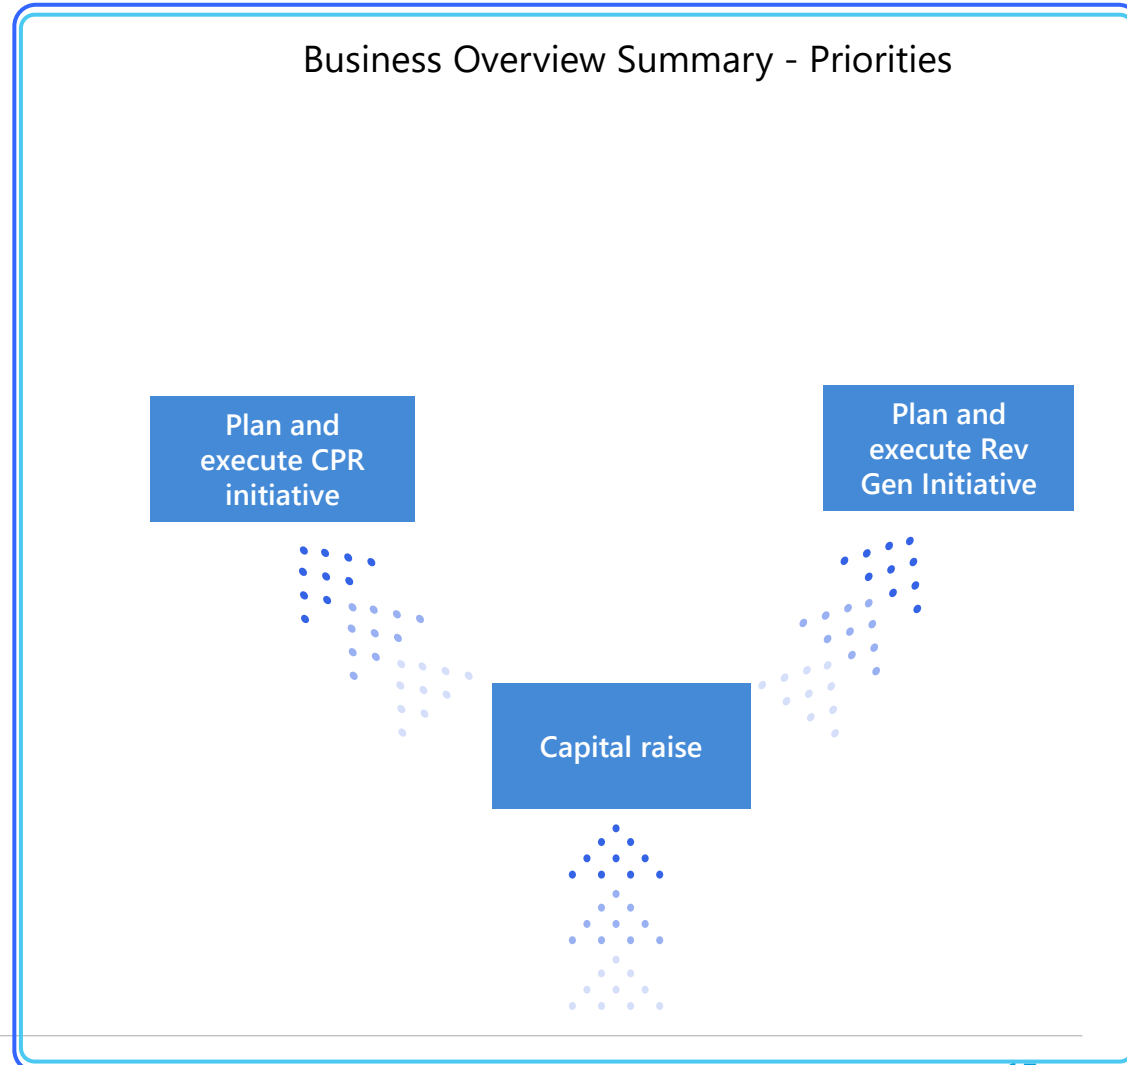 Business Overview Summary - Priorities
Plan and
execute CPR
initiative
Plan and
execute Rev
Gen Initiative
Capital raise